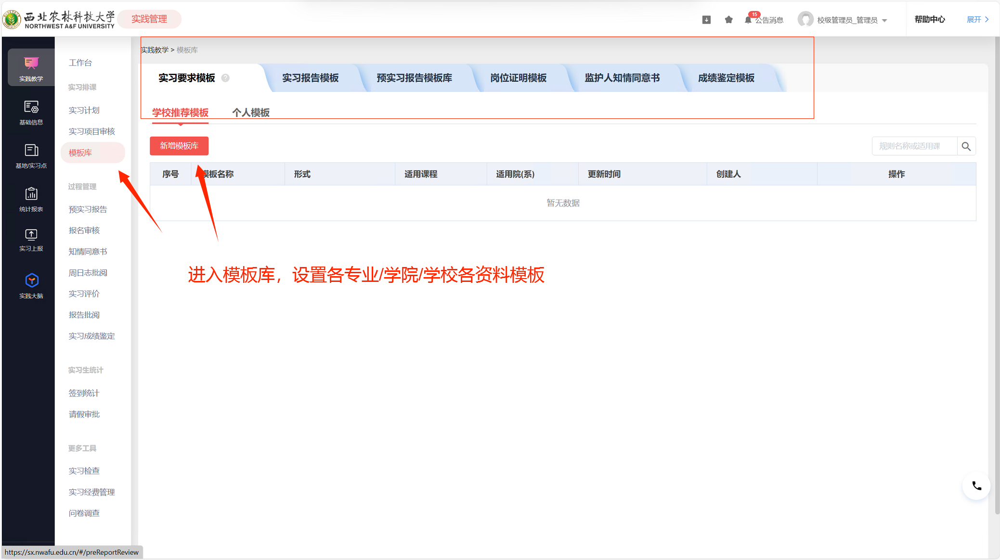 西北农林科技大学
NORTHWEST A&F UNIVERSITY
实践管理
15
公告消息
校级管理员_管理员
帮助中心
展开
实践教学
基础信息
基地/实习点
统计报表
实习上报
实践大脑
工作台
实习排课
实习计划
实习项目审核
模板库
过程管理
预实习报告
报名审核
知情同意书
周日志批阅
实习评价
报告批阅
实习成绩鉴定
实习生统计
签到统计
请假审批
更多工具
实习检查
实习经费管理
问卷调查
实践教学 > 模板库
实习要求模板 ?
实习报告模板
预实习报告模板库
岗位证明模板
监护人知情同意书
成绩鉴定模板
学校推荐模板
个人模板
新增模板库
规则名称或适用课
序号 模板名称 形式 适用课程 适用院(系) 更新时间 创建人 操作
暂无数据
进入模板库，设置各专业/学院/学校各资料模板
https://sx.nwafu.edu.cn/#/preReportReview